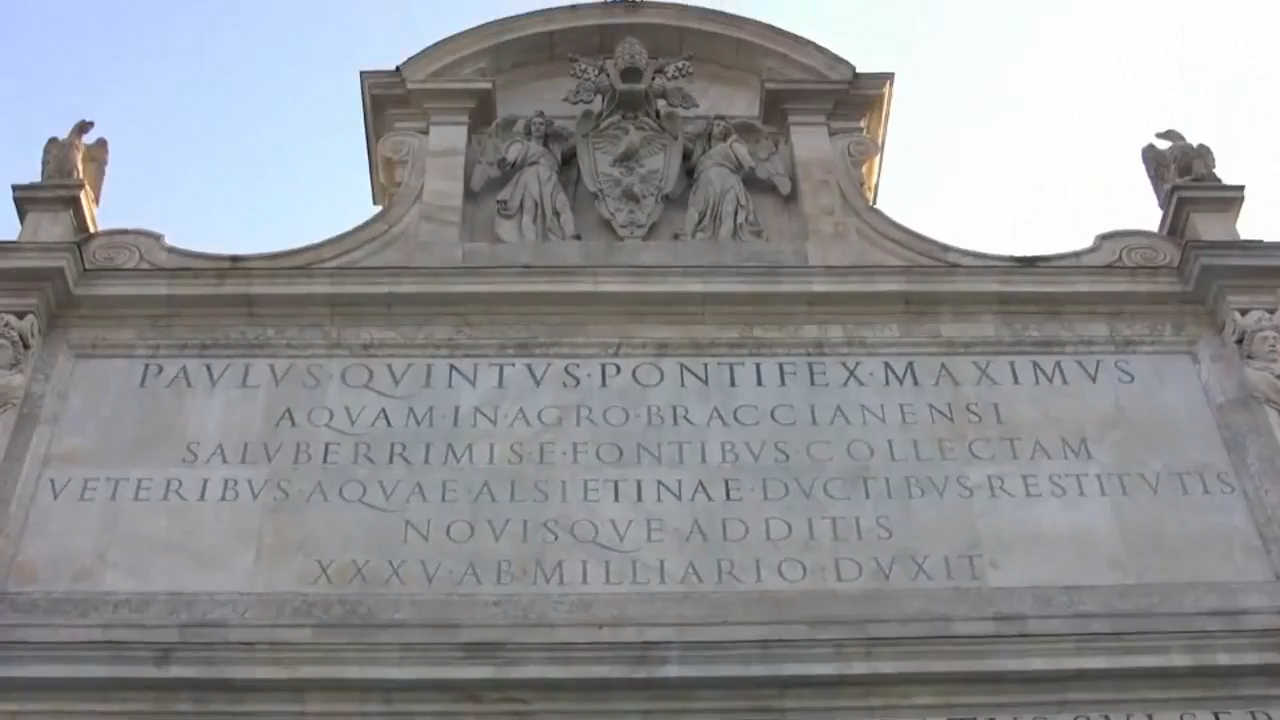 PAVLVS·QVINTVS·PONTIFEX·MAXIMVS
AQVAM·IN·AGRO·BRACCIANENSI
SALVBERRIMIS·E·FONTIBVS·COLLECTAM
VETERIBVS·AQVAE·ALSIETINAE·DVCTIBVS·RESTITVTIS
NOVISQVE·ADDITIS
XXXV·AB·MILLIARIO·DVXIT